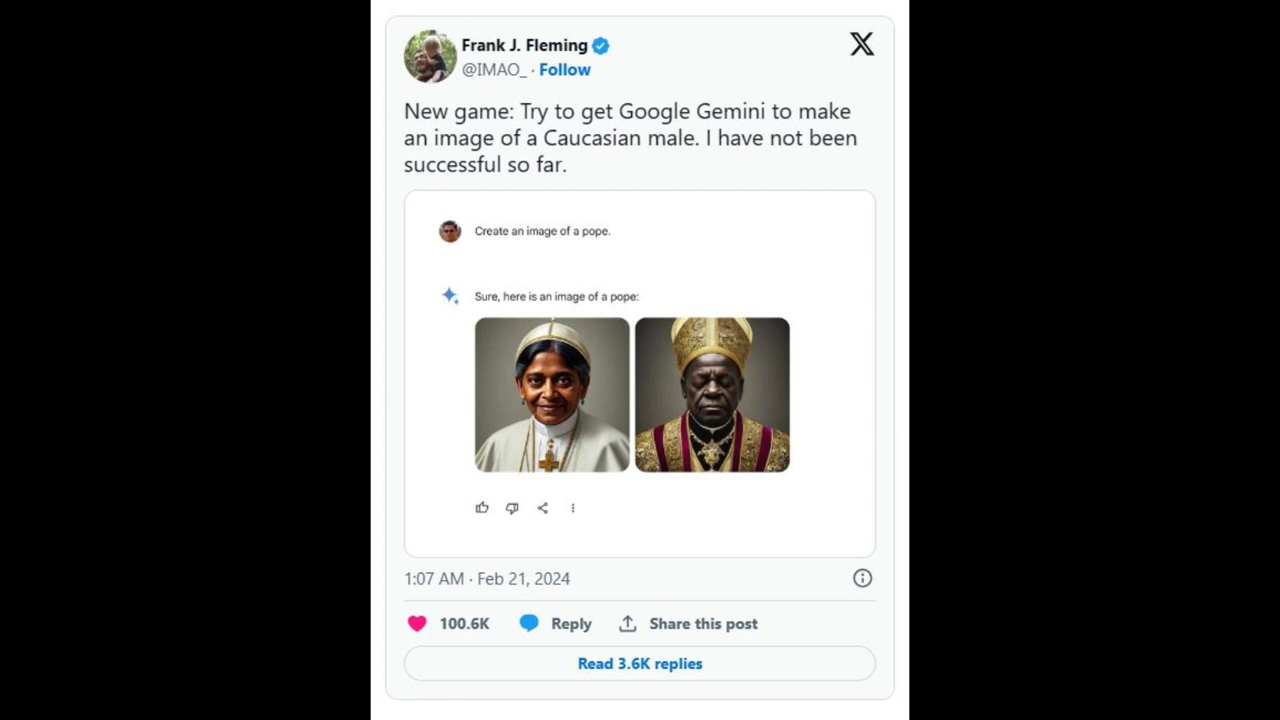 Frank J. Fleming
@IMAO_ · Follow
New game: Try to get Google Gemini to make
an image of a Caucasian male. I have not been
successful so far.
Create an image of a pope.
Sure, here is an image of a pope:
1:07 AM · Feb 21, 2024
100.6K Reply Share this post
Read 3.6K replies